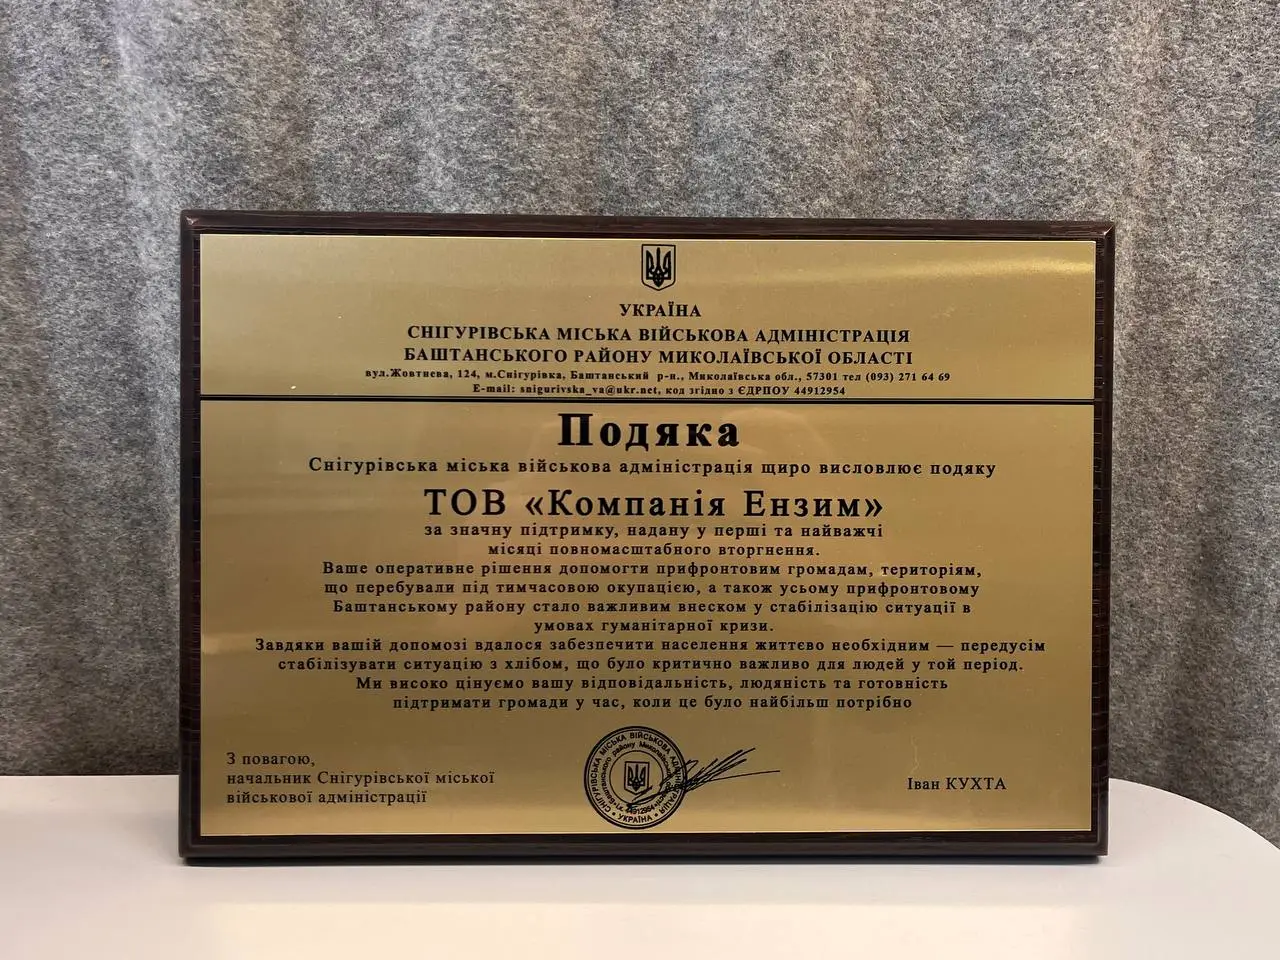 УКРАЇНА
СНІГУРІВСЬКА МІСЬКА ВІЙСЬКОВА АДМІНІСТРАЦІЯ
БАШТАНСЬКОГО РАЙОНУ МИКОЛАЇВСЬКОЇ ОБЛАСТІ
вул.Жовтнева, 124, м.Снігурівка, Баштанський р-н., Миколаївська обл., 57301 тел (093) 271 64 69
E-mail: snigurivska_va@ukr.net, код згідно з ЄДРПОУ 44912954
Подяка
Снігурівська міська військова адміністрація щиро висловлює подяку
ТОВ «Компанія Ензим»
за значну підтримку, надану у перші та найважчі
місяці повномасштабного вторгнення.
Ваше оперативне рішення допомогти прифронтовим громадам, територіям,
що перебували під тимчасовою окупацією, а також усьому прифронтовому
Баштанському району стало важливим внеском у стабілізацію ситуації в
умовах гуманітарної кризи.
Завдяки вашій допомозі вдалося забезпечити населення життєво необхідним — передусім
стабілізувати ситуацію з хлібом, що було критично важливо для людей у той період.
Ми високо цінуємо вашу відповідальність, людяність та готовність
підтримати громади у час, коли це було найбільш потрібно
З повагою,
начальник Снігурівської міської
військової адміністрації
СНІГУРІВСЬКА МІСЬКА ВІЙСЬКОВА АДМІНІСТРАЦІЯ
УКРАЇНА
44912954
Іван КУХТА